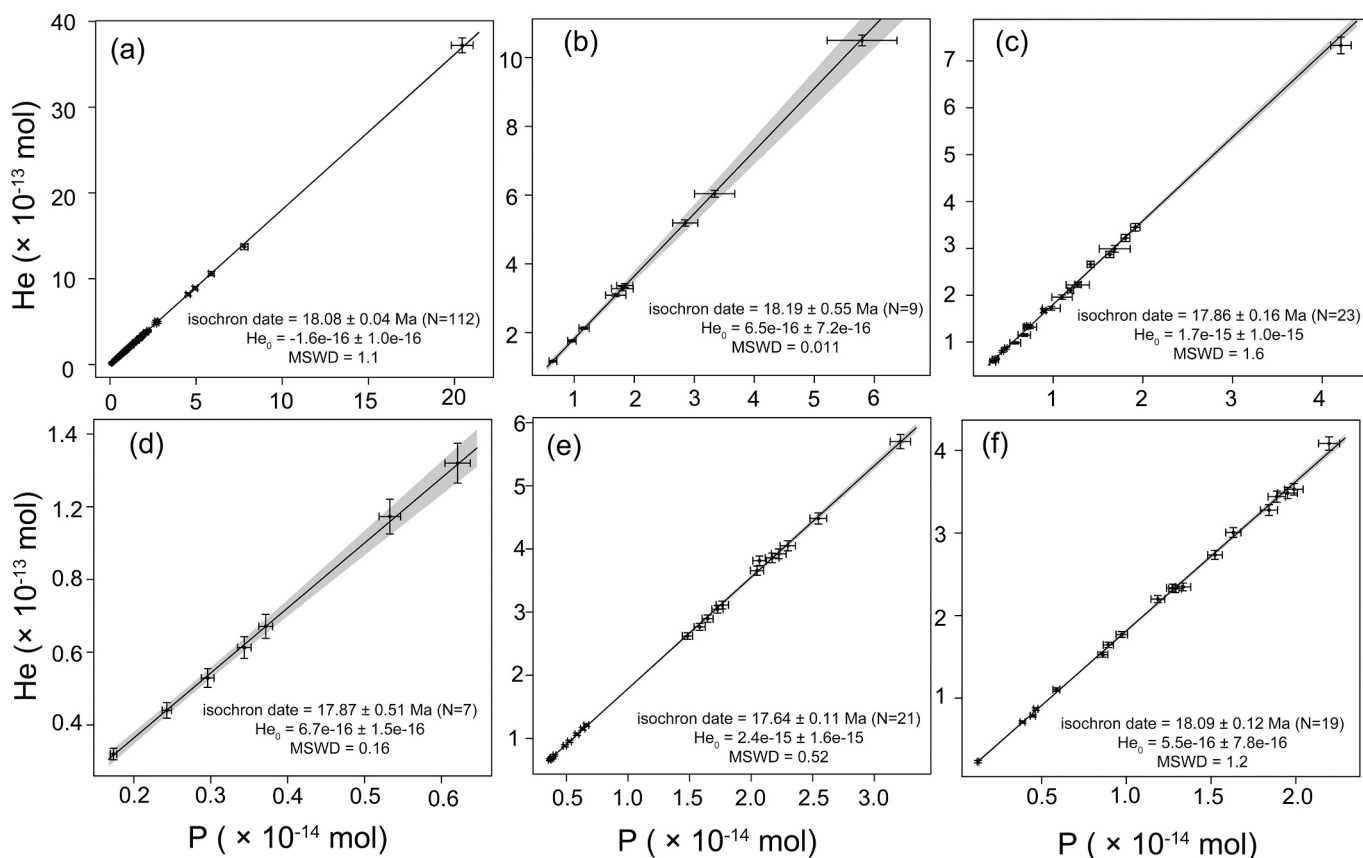 (a)
He (× 10⁻¹³ mol)
40
30
20
10
0
0 5 10 15 20
isochron date = 18.08 ± 0.04 Ma (N=112)
He₀ = -1.6e-16 ± 1.0e-16
MSWD = 1.1
(b)
10
8
6
4
2
1 2 3 4 5 6
isochron date = 18.19 ± 0.55 Ma (N=9)
He₀ = 6.5e-16 ± 7.2e-16
MSWD = 0.011
(c)
7
6
5
4
3
2
1
1 2 3 4
isochron date = 17.86 ± 0.16 Ma (N=23)
He₀ = 1.7e-15 ± 1.0e-15
MSWD = 1.6
(d)
He (× 10⁻¹³ mol)
1.4
1.2
0.8
0.6
0.4
0.2 0.3 0.4 0.5 0.6
isochron date = 17.87 ± 0.51 Ma (N=7)
He₀ = 6.7e-16 ± 1.5e-16
MSWD = 0.16
P ( × 10⁻¹⁴ mol)
(e)
6
5
4
3
2
1
0.5 1.0 1.5 2.0 2.5 3.0
isochron date = 17.64 ± 0.11 Ma (N=21)
He₀ = 2.4e-15 ± 1.6e-15
MSWD = 0.52
P ( × 10⁻¹⁴ mol)
(f)
4
3
2
1
0.5 1.0 1.5 2.0
isochron date = 18.09 ± 0.12 Ma (N=19)
He₀ = 5.5e-16 ± 7.8e-16
MSWD = 1.2
P ( × 10⁻¹⁴ mol)